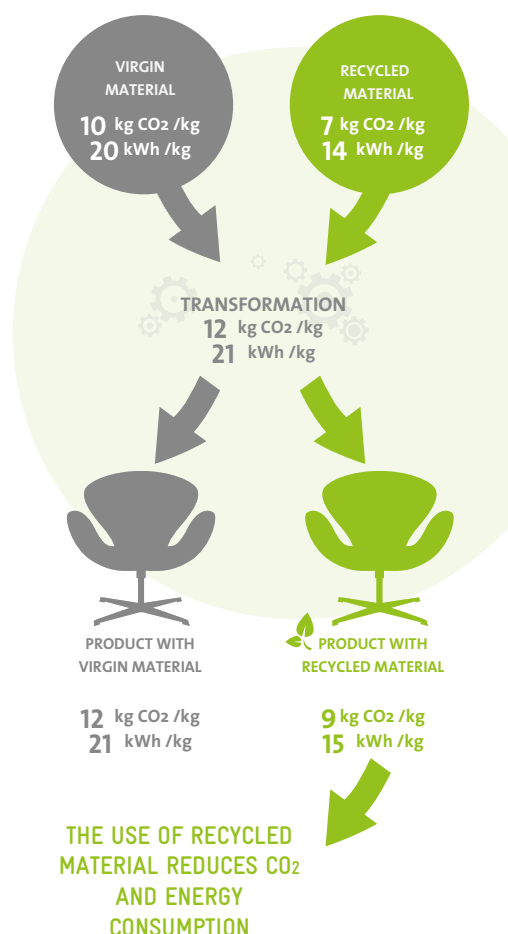 VIRGIN
MATERIAL
10 kg CO2 /kg
20 kWh /kg
RECYCLED
MATERIAL
7 kg CO2 /kg
14 kWh /kg
TRANSFORMATION
12 kg CO2 /kg
21 kWh /kg
PRODUCT WITH
VIRGIN MATERIAL
12 kg CO2 /kg
21 kWh /kg
PRODUCT WITH
RECYCLED MATERIAL
9 kg CO2 /kg
15 kWh /kg
THE USE OF RECYCLED
MATERIAL REDUCES CO2
AND ENERGY
CONSUMPTION